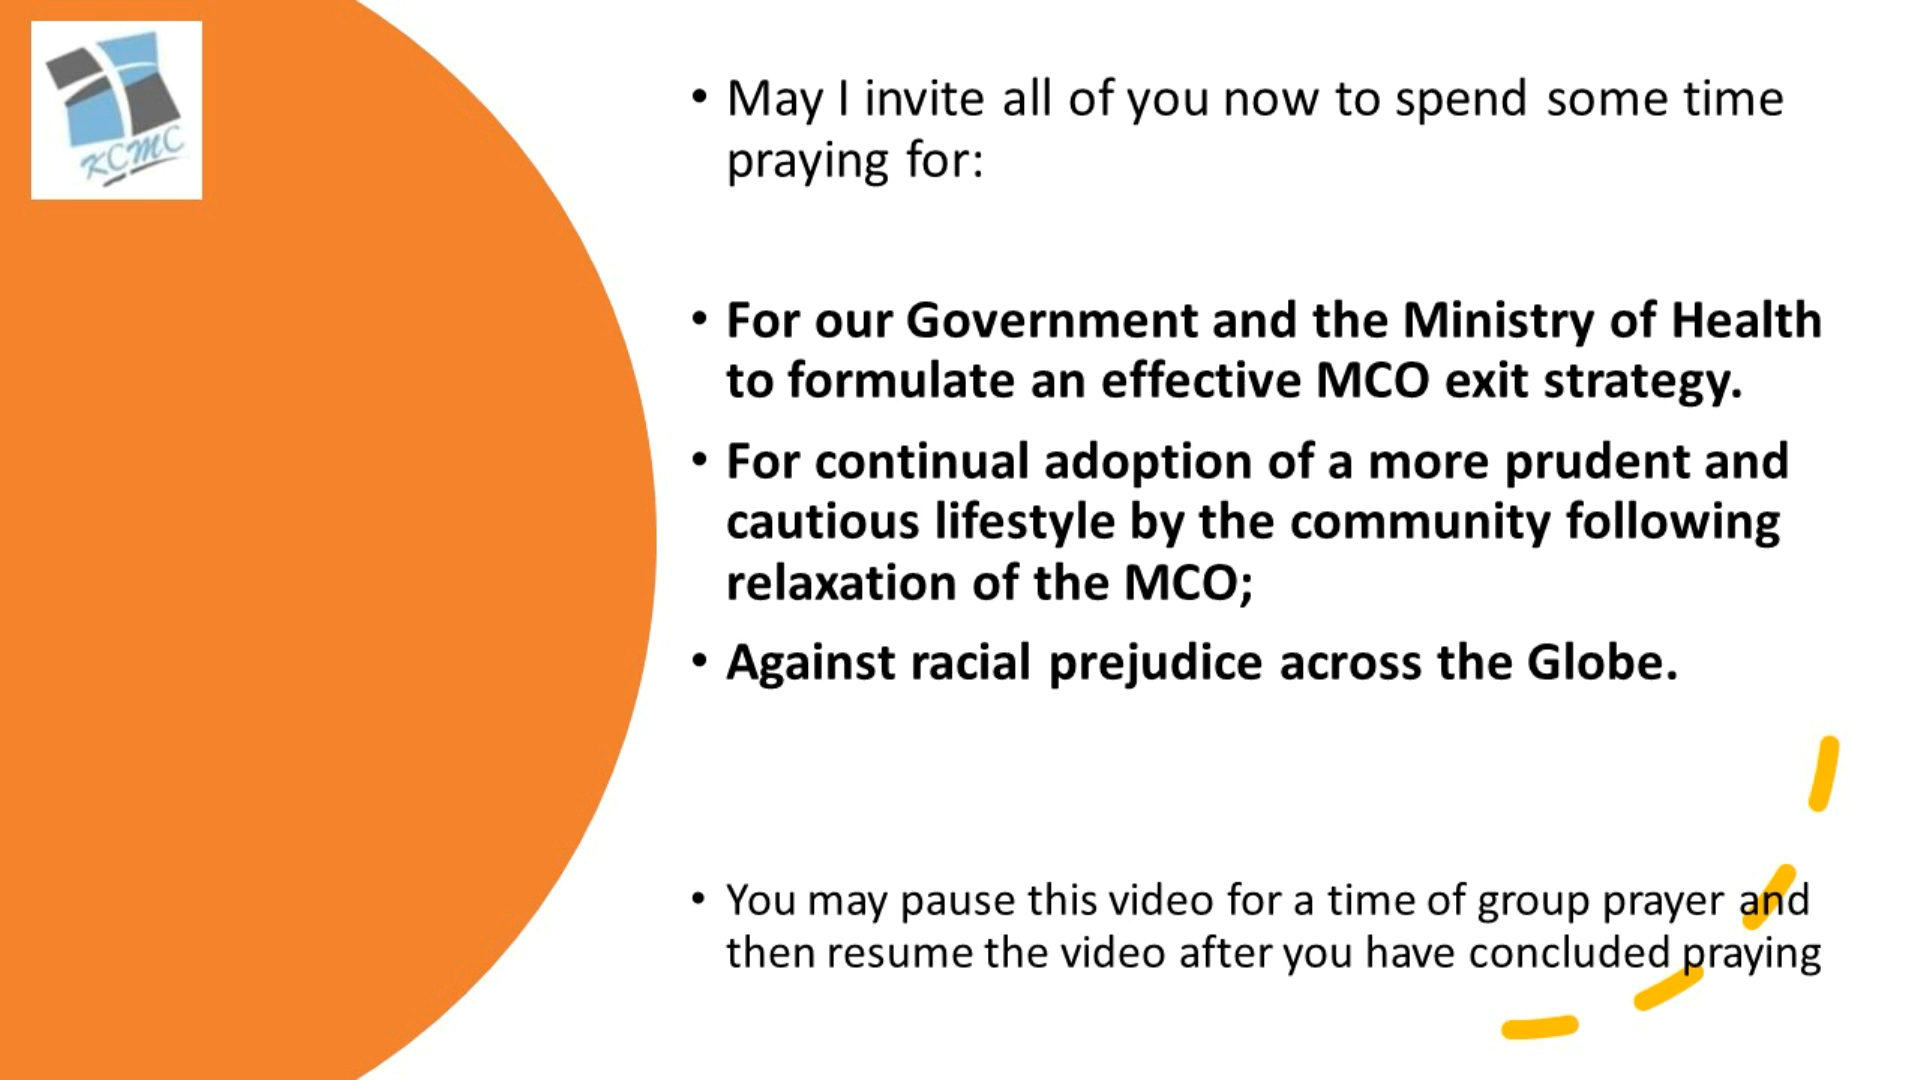 KCMC
• May I invite all of you now to spend some time
praying for:
• For our Government and the Ministry of Health
to formulate an effective MCO exit strategy.
• For continual adoption of a more prudent and
cautious lifestyle by the community following
relaxation of the MCO;
• Against racial prejudice across the Globe.
• You may pause this video for a time of group prayer and
then resume the video after you have concluded praying